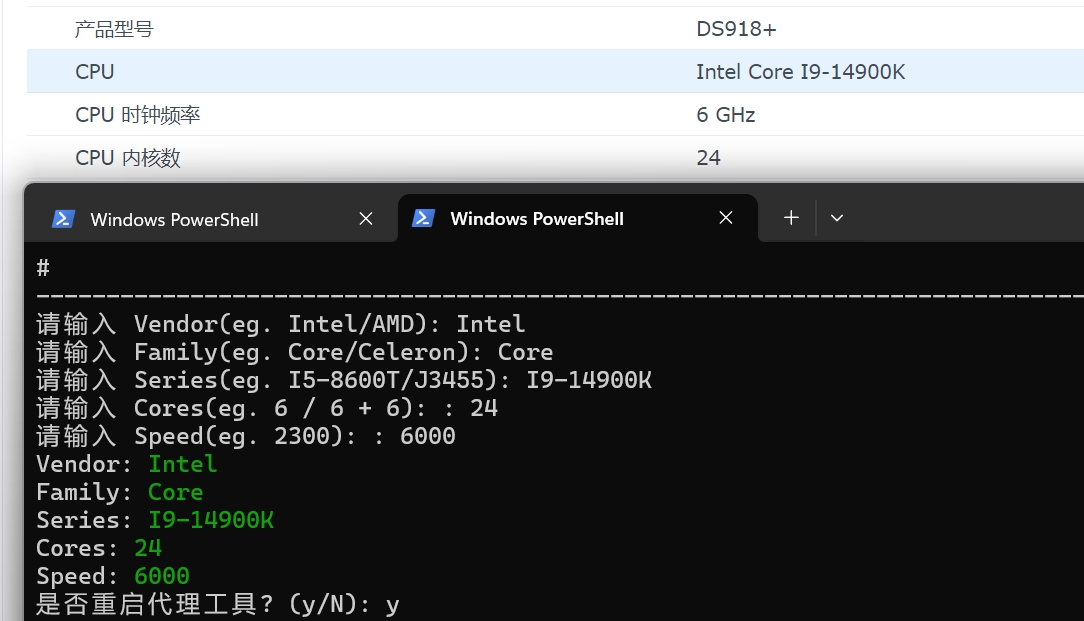 产品型号 DS918+
CPU Intel Core I9-14900K
CPU 时钟频率 6 GHz
CPU 内核数 24
Windows PowerShell Windows PowerShell
#
--------------------------------------------------------------------------
请输入 Vendor(eg. Intel/AMD): Intel
请输入 Family(eg. Core/Celeron): Core
请输入 Series(eg. I5-8600T/J3455): I9-14900K
请输入 Cores(eg. 6 / 6 + 6): : 24
请输入 Speed(eg. 2300): : 6000
Vendor: Intel
Family: Core
Series: I9-14900K
Cores: 24
Speed: 6000
是否重启代理工具? (y/N): y